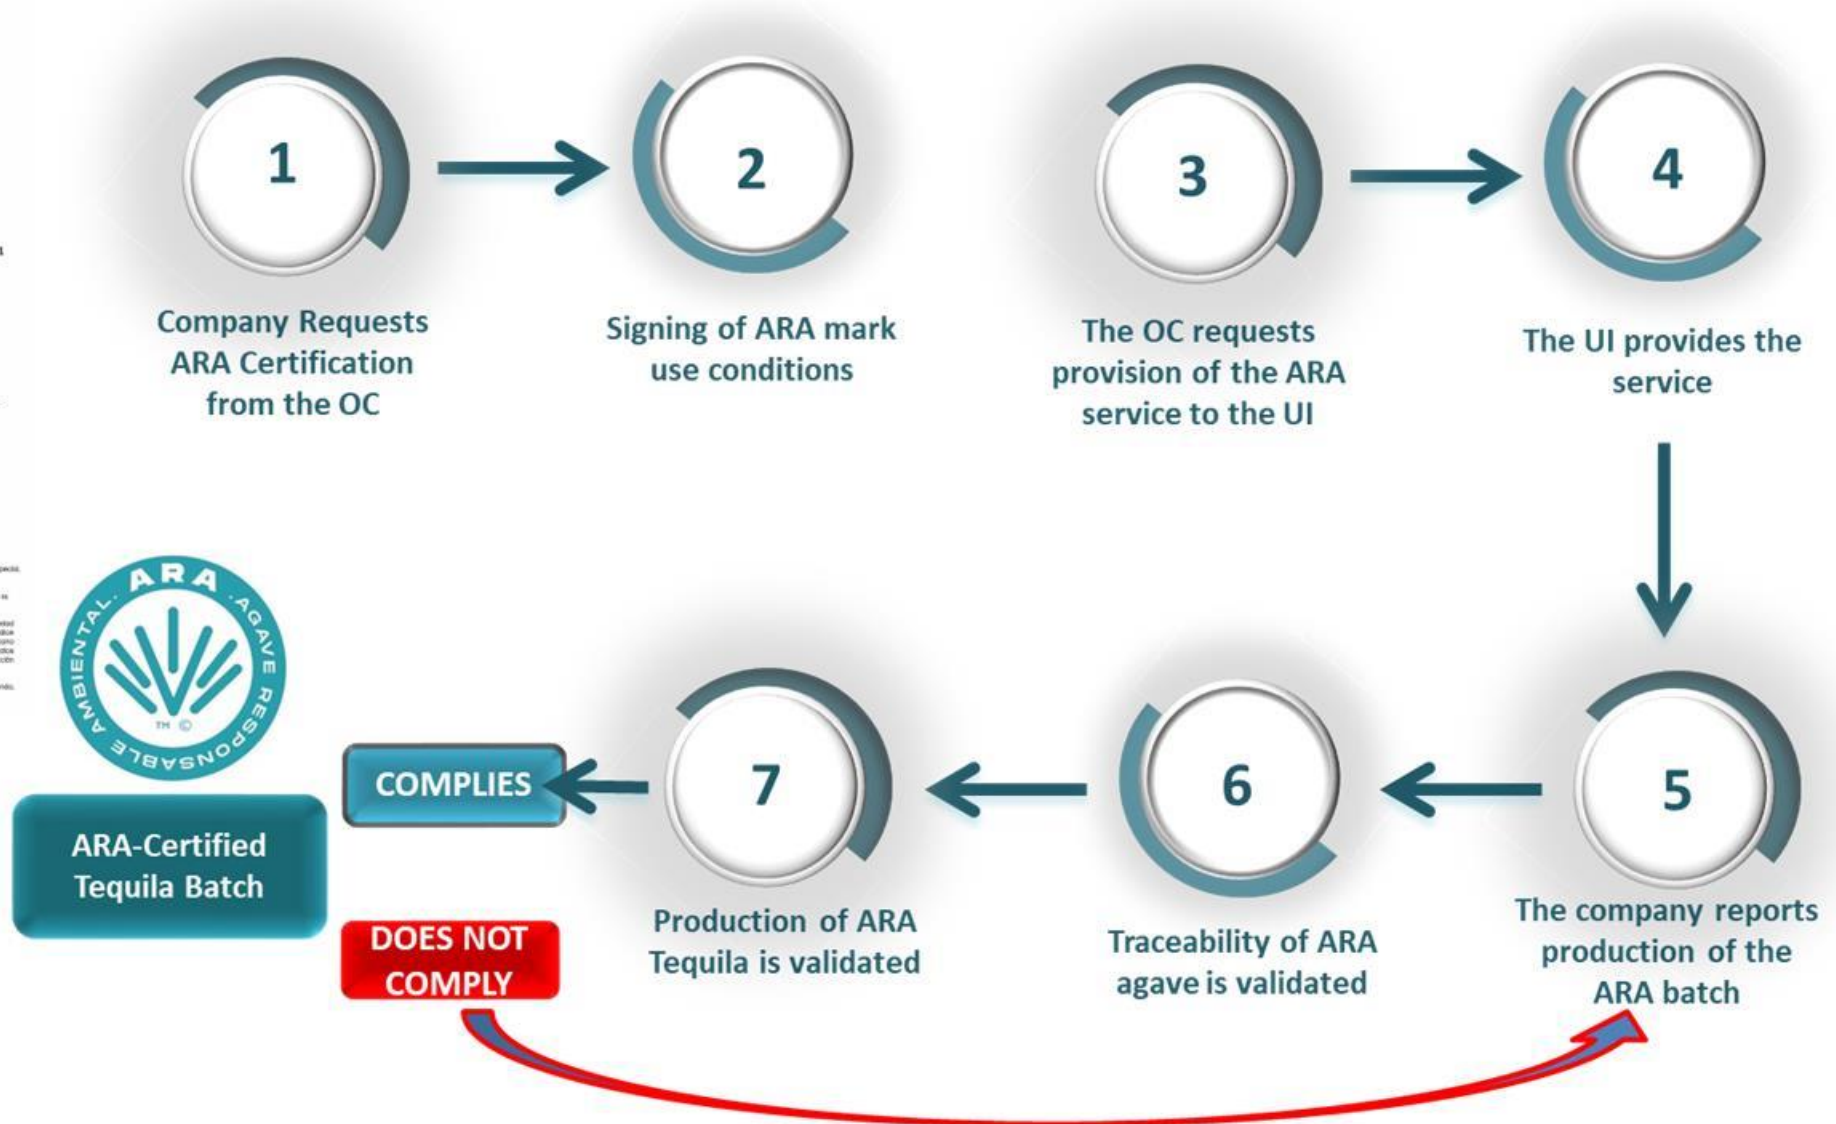 1
Company Requests
ARA Certification
from the OC
2
Signing of ARA mark
use conditions
3
The OC requests
provision of the ARA
service to the UI
4
The UI provides the
service
5
The company reports
production of the
ARA batch
6
Traceability of ARA
agave is validated
7
Production of ARA
Tequila is validated
COMPLIES
DOES NOT
COMPLY
ARA . AGAVE RESPONSABLE AMBIENTAL.
TM ©
ARA-Certified
Tequila Batch